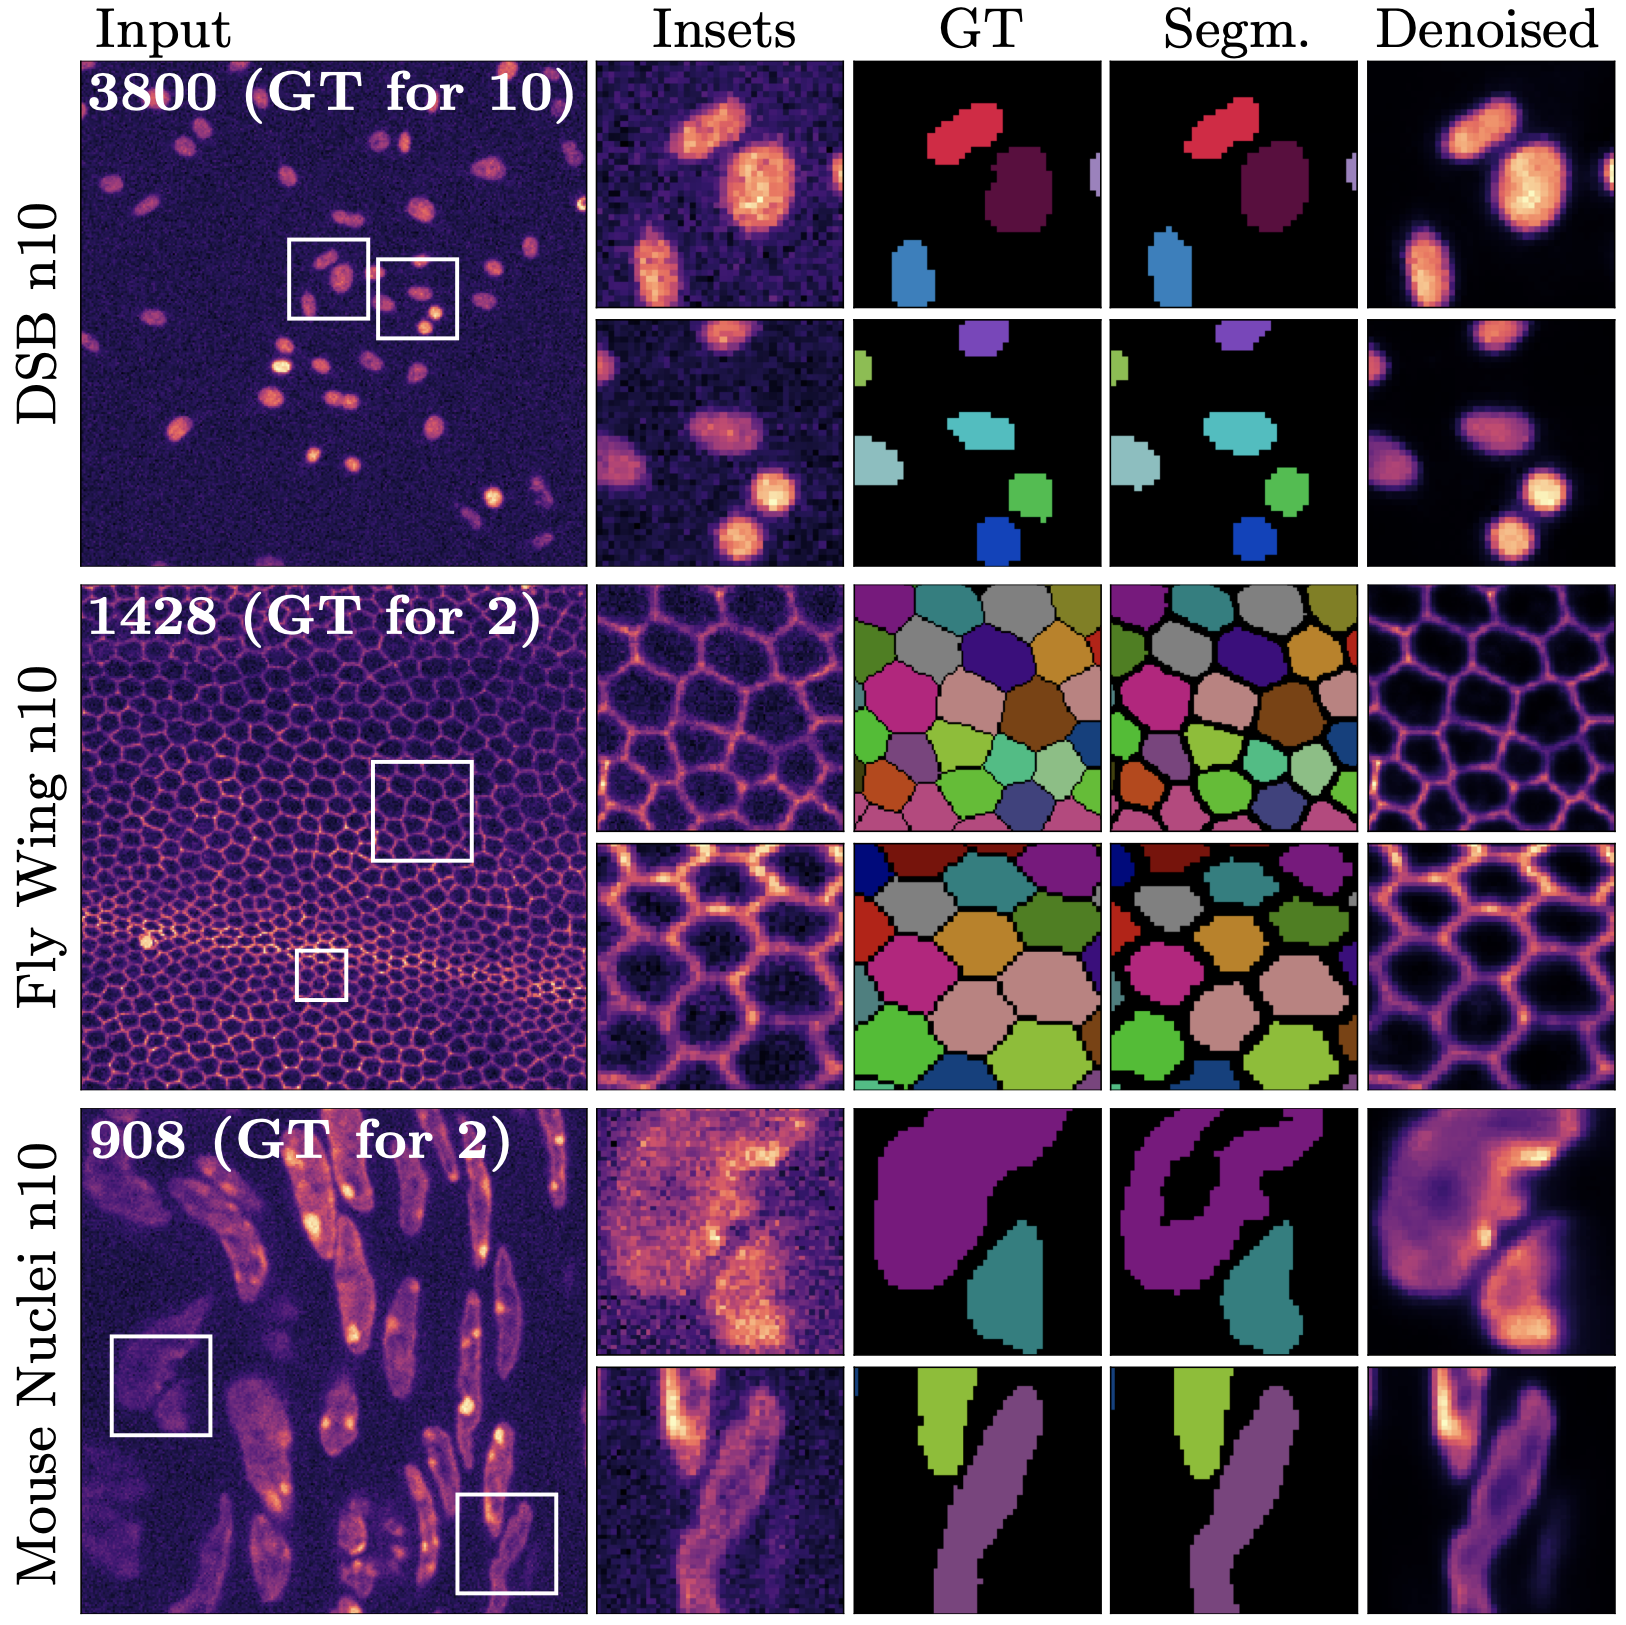 Input Insets GT Segm. Denoised
DSB n10
3800 (GT for 10)
Fly Wing n10
1428 (GT for 2)
Mouse Nuclei n10
908 (GT for 2)